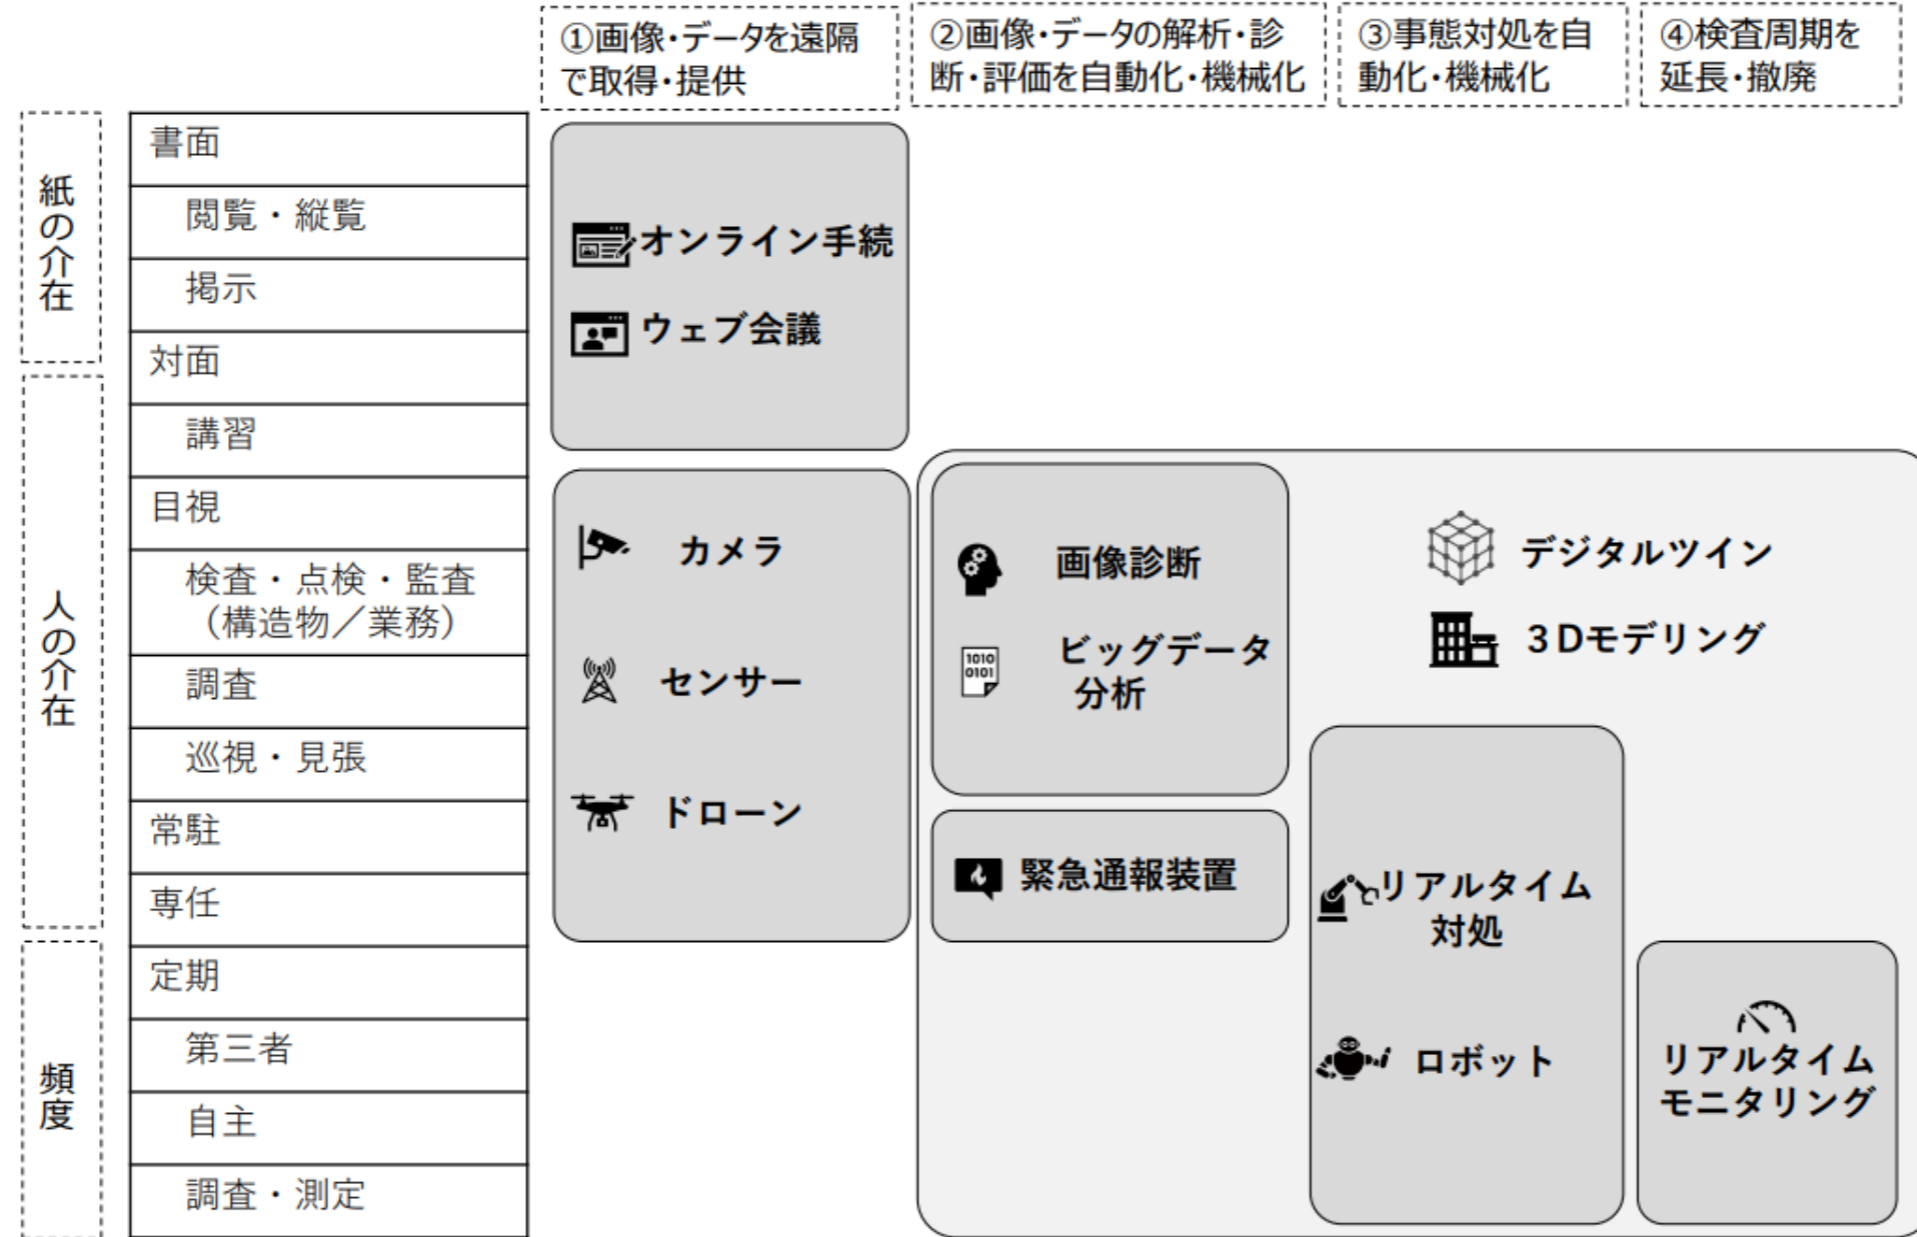 ①画像・データを遠隔
で取得・提供
②画像・データの解析・診
断・評価を自動化・機械化
③事態対処を自
動化・機械化
④検査周期を
延長・撤廃
紙の介在
人の介在
頻度
書面
閲覧・縦覧
掲示
対面
講習
目視
検査・点検・監査
（構造物／業務）
調査
巡視・見張
常駐
専任
定期
第三者
自主
調査・測定
オンライン手続
ウェブ会議
カメラ
センサー
ドローン
画像診断
1010
0101
ビッグデータ
分析
緊急通報装置
デジタルツイン
３Dモデリング
リアルタイム
対処
ロボット
リアルタイム
モニタリング